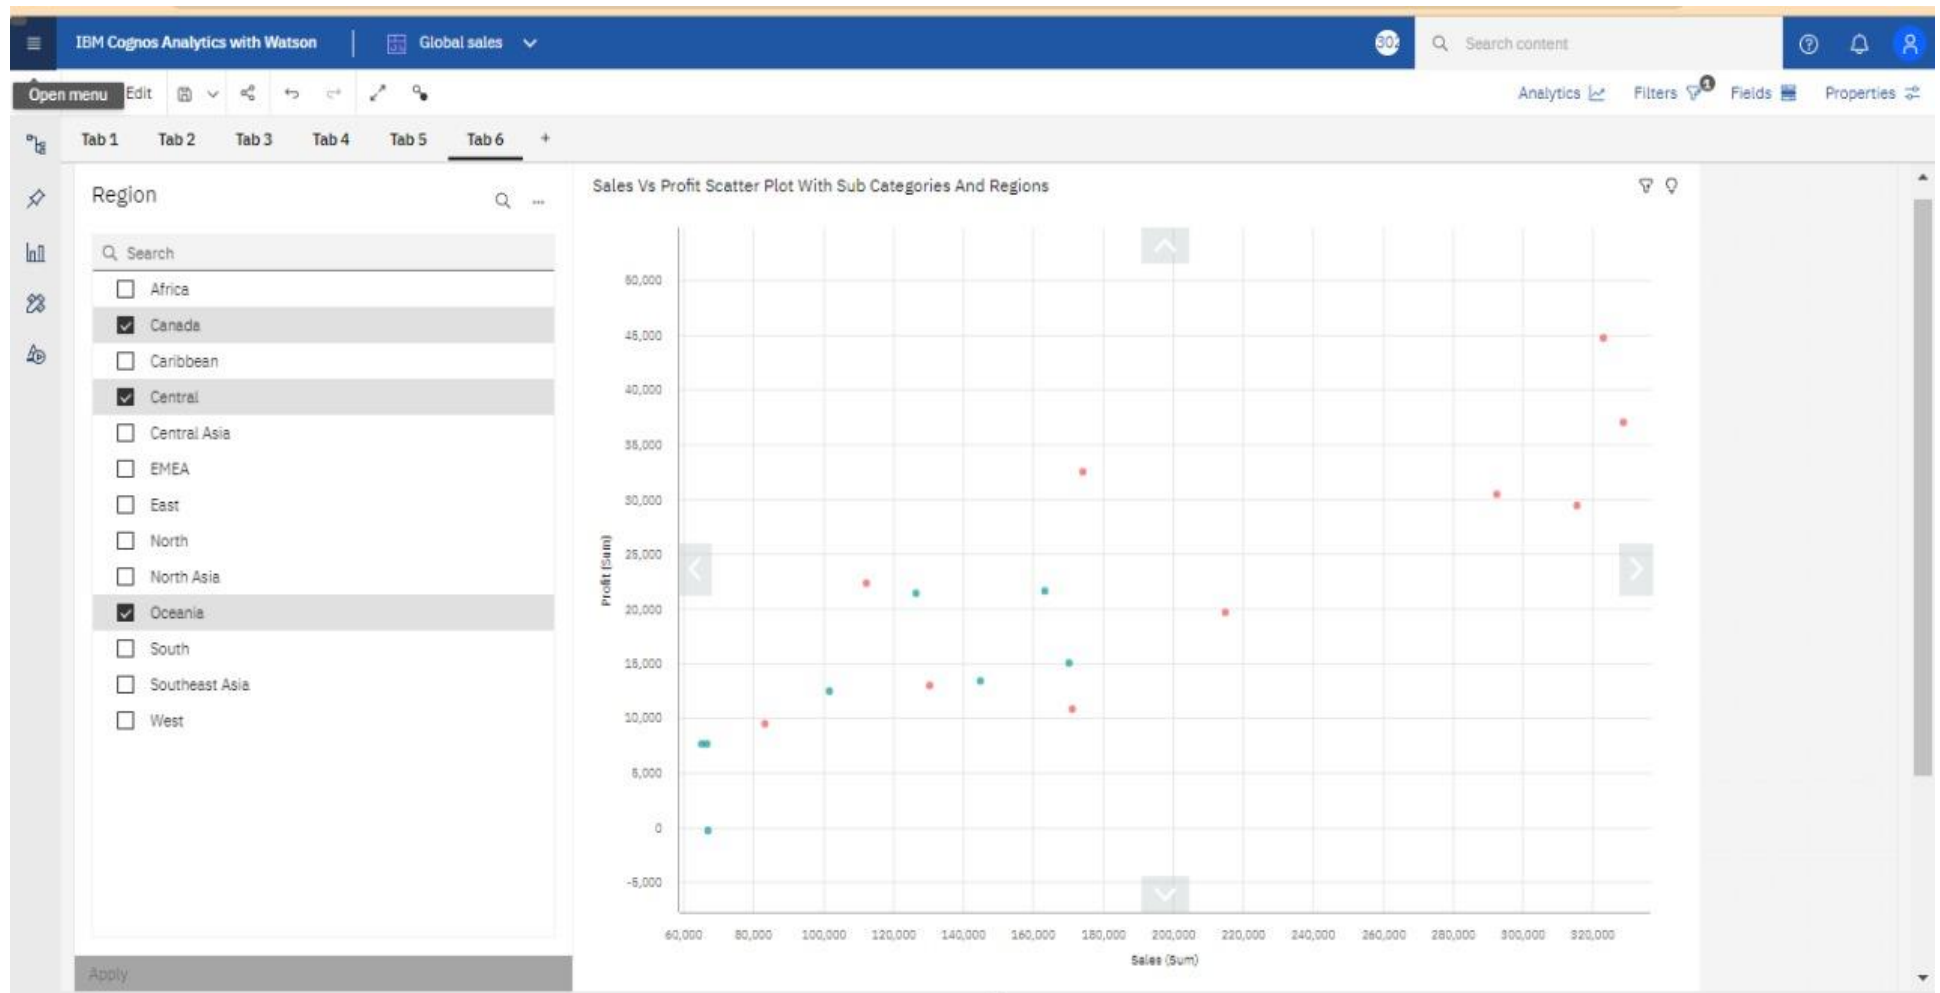 IBM Cognos Analytics with Watson
Global sales
302
Search content
Open menu
Edit
Analytics
Filters
1
Fields
Properties
Tab 1
Tab 2
Tab 3
Tab 4
Tab 5
Tab 6
+
Region
...
Search
Africa
Canada
Caribbean
Central
Central Asia
EMEA
East
North
North Asia
Oceania
South
Southeast Asia
West
Apply
Sales Vs Profit Scatter Plot With Sub Categories And Regions
Profit (Sum)
50,000
45,000
40,000
35,000
30,000
25,000
20,000
15,000
10,000
5,000
0
-5,000
60,000 80,000 100,000 120,000 140,000 160,000 180,000 200,000 220,000 240,000 260,000 280,000 300,000 320,000
Sales (Sum)